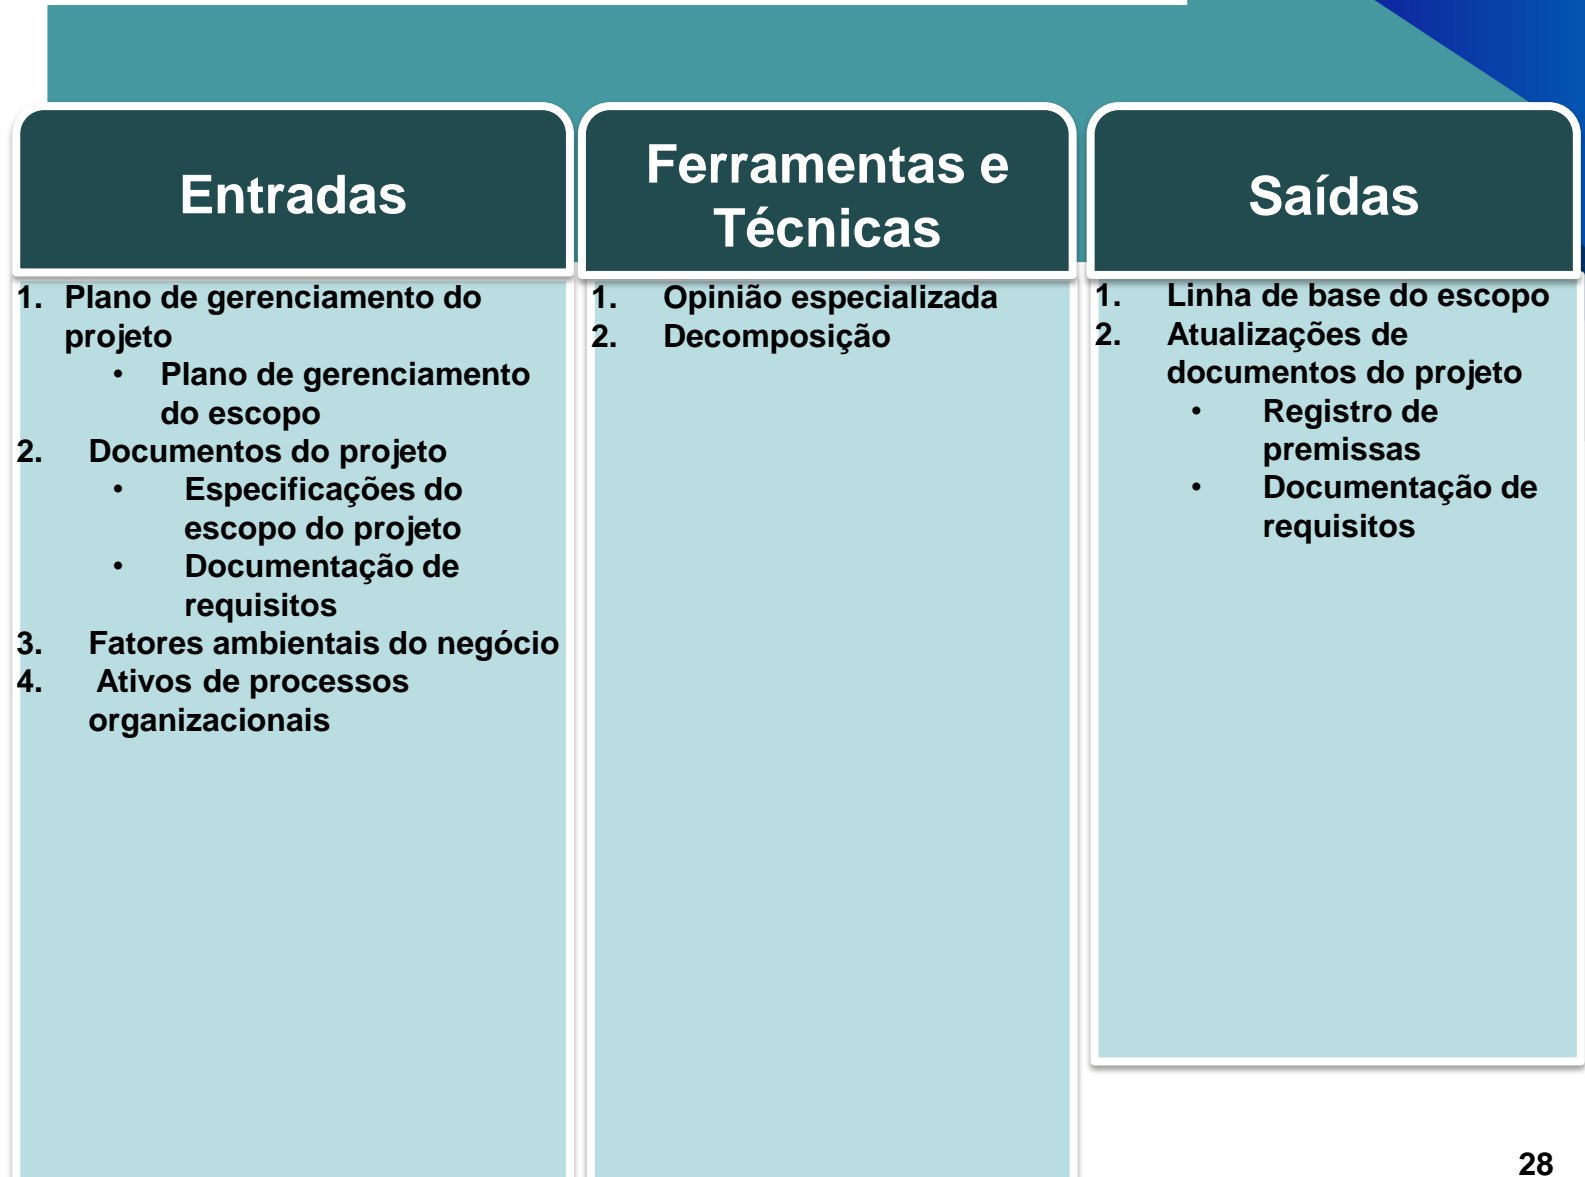 Entradas
1. Plano de gerenciamento do
projeto
• Plano de gerenciamento
do escopo
2. Documentos do projeto
• Especificações do
escopo do projeto
• Documentação de
requisitos
3. Fatores ambientais do negócio
4. Ativos de processos
organizacionais
Ferramentas e
Técnicas
1. Opinião especializada
2. Decomposição
Saídas
1. Linha de base do escopo
2. Atualizações de
documentos do projeto
• Registro de
premissas
• Documentação de
requisitos
28